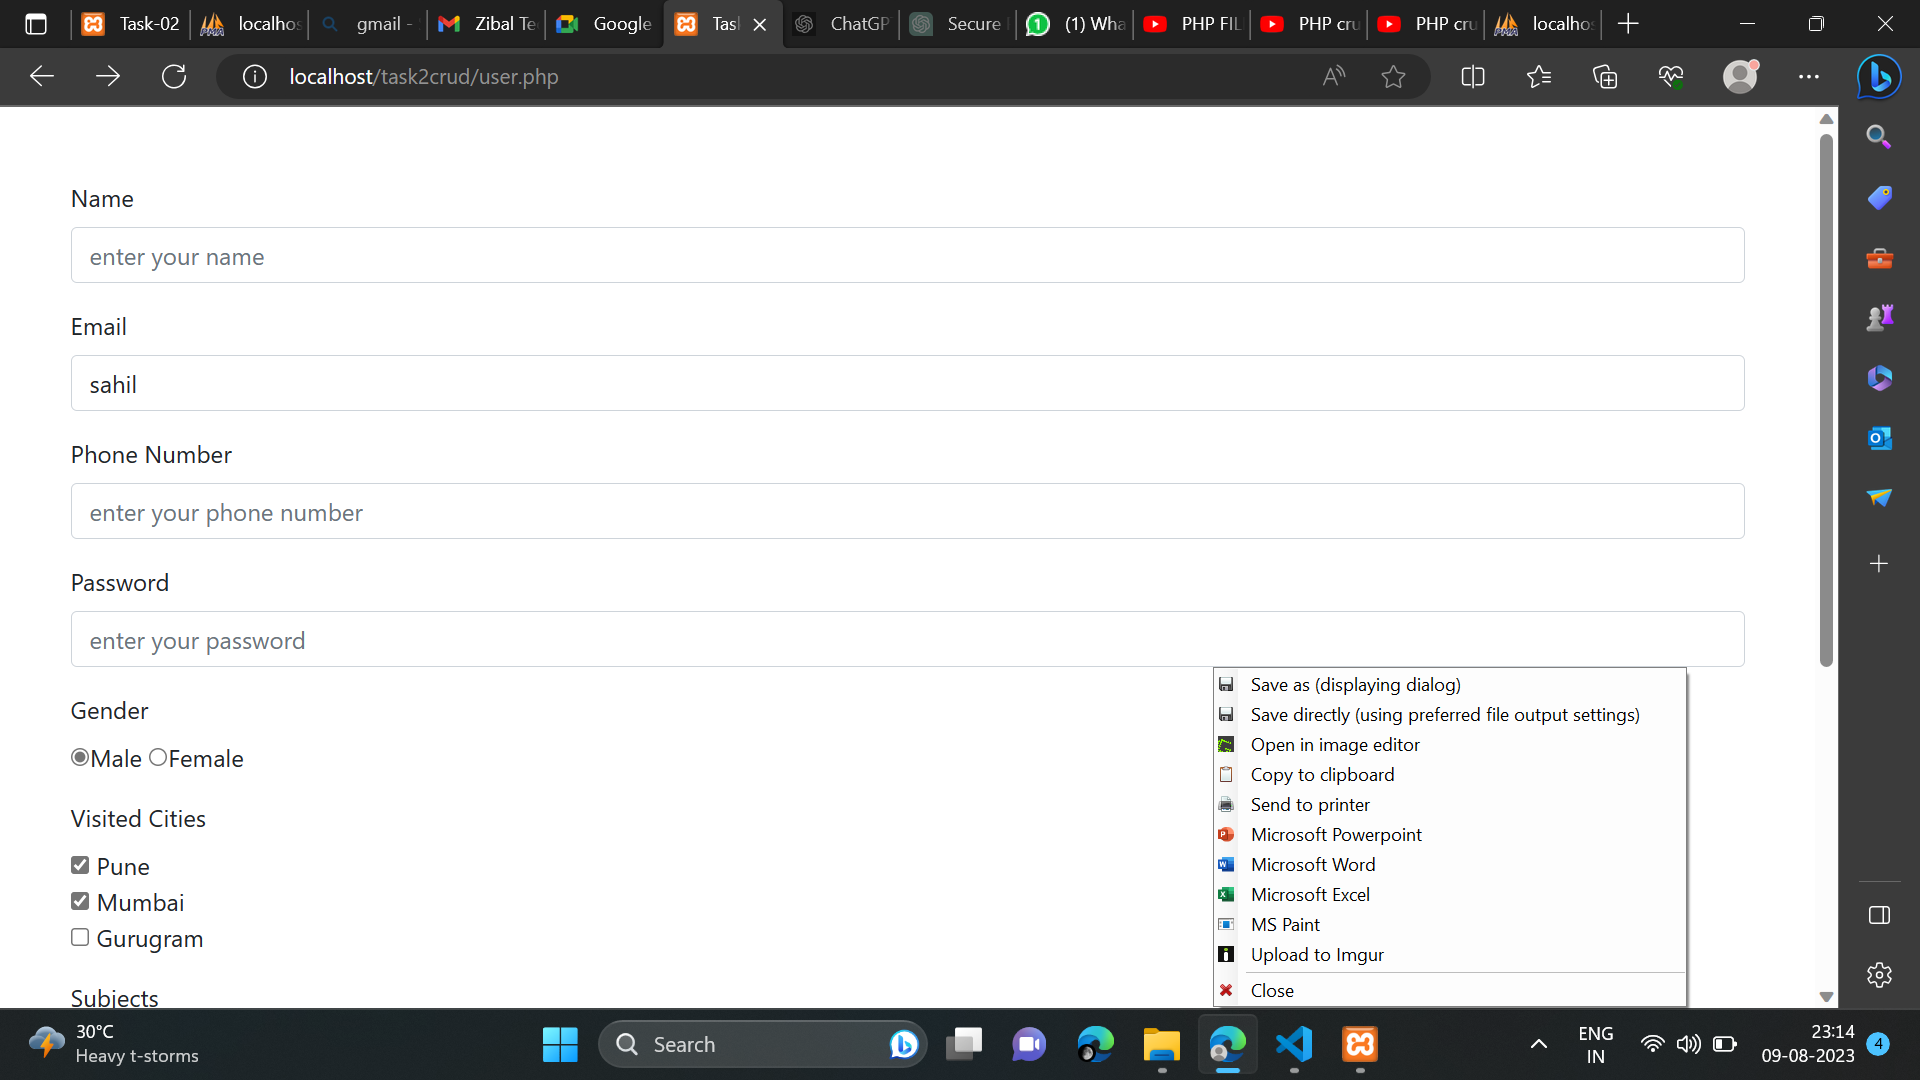 Task-02
localhos
gmail -
Zibal Te
Google
Task
ChatGP
Secure
(1) Wha
PHP FIL
PHP cru
PHP cru
localhos
localhost/task2crud/user.php
Name
enter your name
Email
sahil
Phone Number
enter your phone number
Password
enter your password
Gender
Male Female
Visited Cities
Pune
Mumbai
Gurugram
Subjects
Save as (displaying dialog)
Save directly (using preferred file output settings)
Open in image editor
Copy to clipboard
Send to printer
Microsoft Powerpoint
Microsoft Word
Microsoft Excel
MS Paint
Upload to Imgur
Close
30°C
Heavy t-storms
Search
ENG
IN
23:14
09-08-2023
4